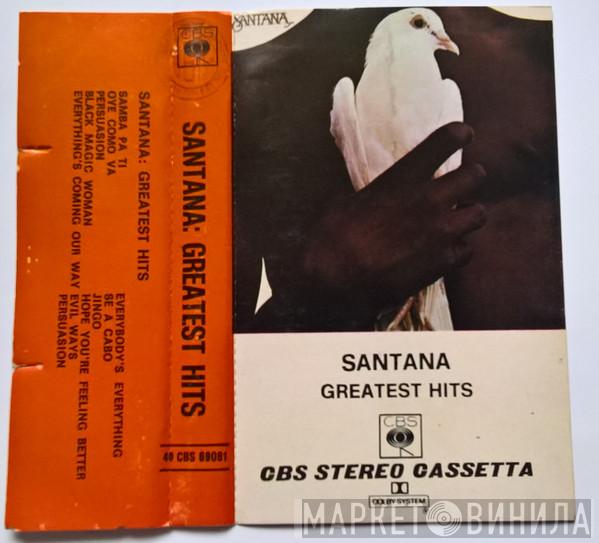 SANTANA: GREATEST HITS
SAMBA PA TI
OYE COMO VA
PERSUASION
BLACK MAGIC WOMAN
EVERYTHING'S COMING OUR WAY
EVERYBODY'S EVERYTHING
SE A CABO
JINGO
HOPE YOU'RE FEELING BETTER
EVIL WAYS
PERSUASION
CBS
SANTANA: GREATEST HITS
40 CBS 69081
SANTANA
SANTANA
GREATEST HITS
CBS
CBS STEREO CASSETTA
DOLBY SYSTEM
МАРКЕТ ВИНИЛА